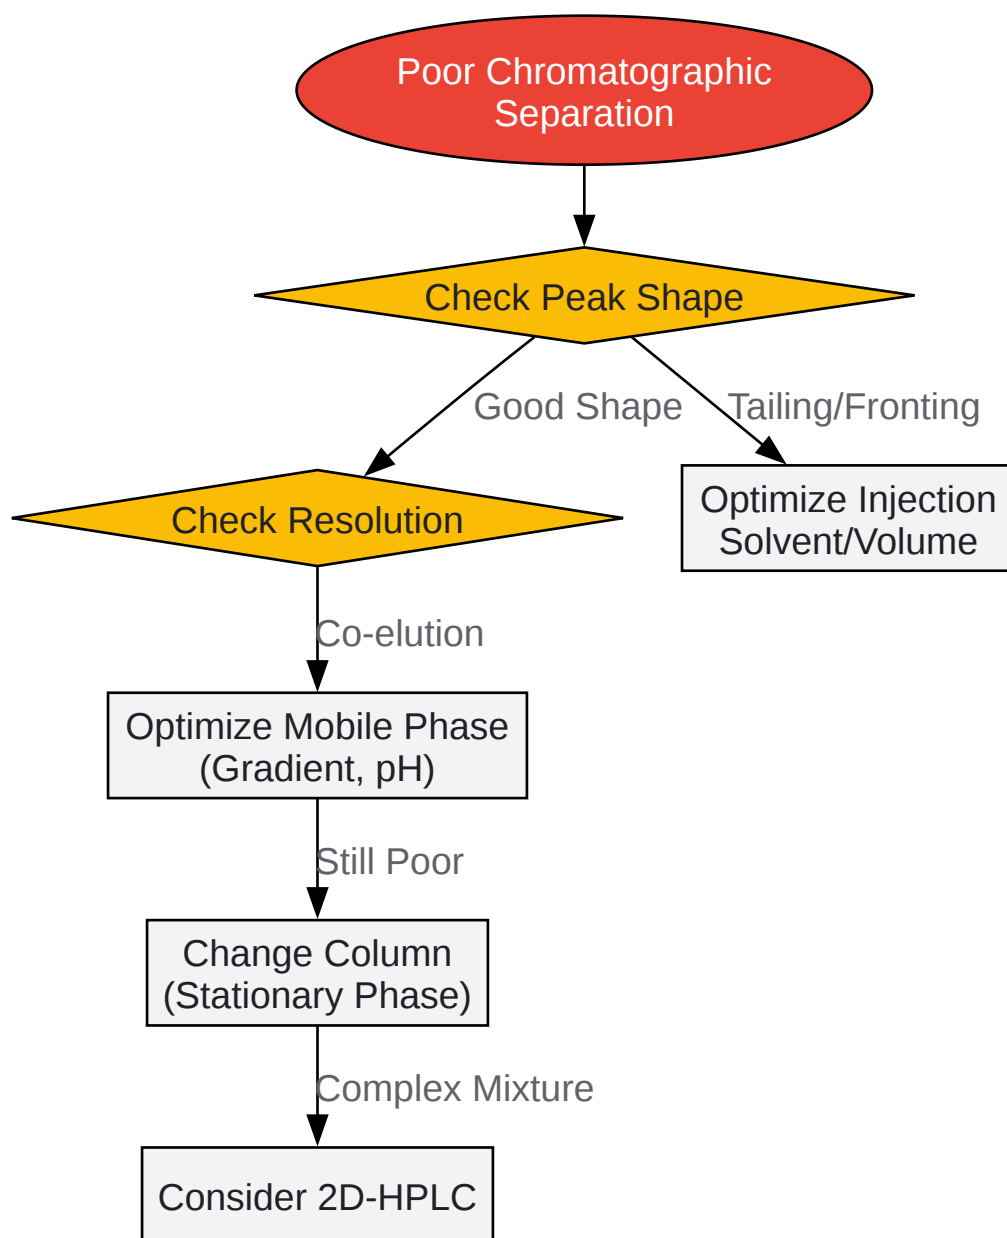 Poor Chromatographic
Separation
Check Peak Shape
Good Shape
Tailing/Fronting
Check Resolution
Optimize Injection
Solvent/Volume
Co-elution
Optimize Mobile Phase
(Gradient, pH)
Still Poor
Change Column
(Stationary Phase)
Complex Mixture
Consider 2D-HPLC